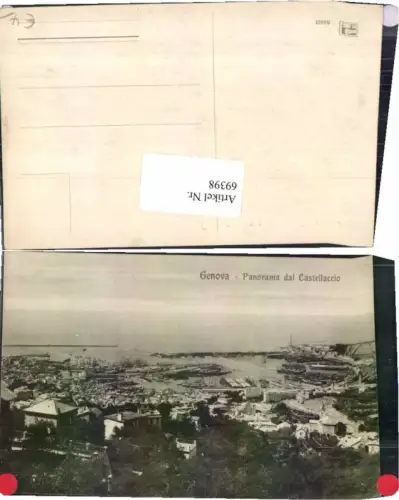 Artikel Nr.
69398
Genova - Panorama dal Castellaccio